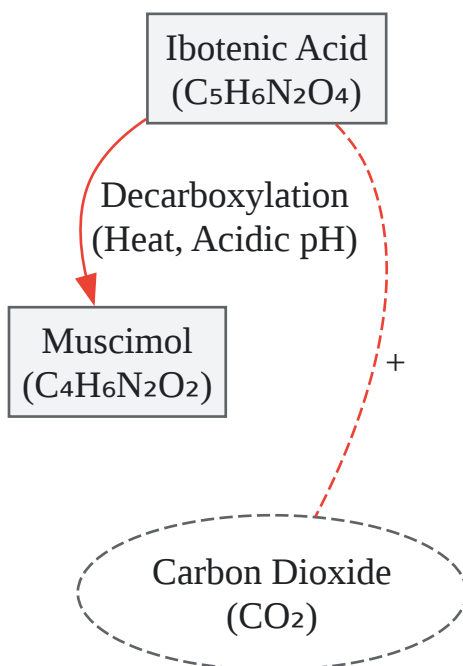 Ibotenic Acid
(C₅H₆N₂O₄)
Decarboxylation
(Heat, Acidic pH)
Muscimol
(C₄H₆N₂O₂)
+
Carbon Dioxide
(CO₂)